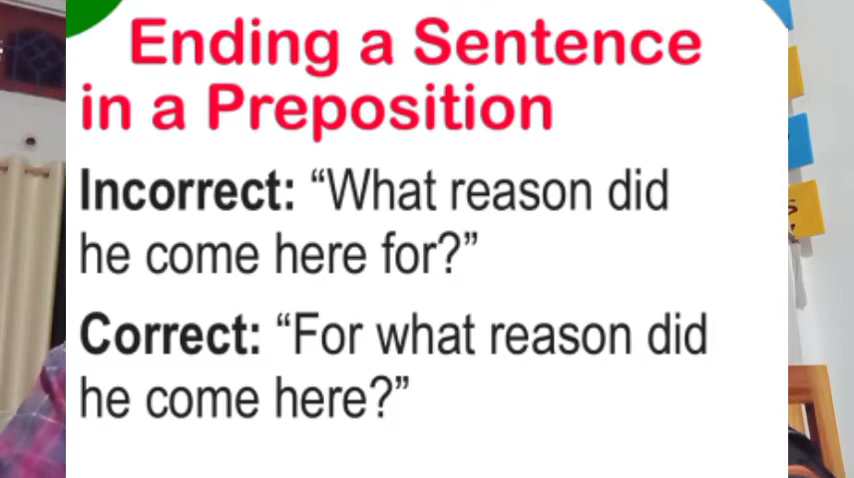 Ending a Sentence
in a Preposition
Incorrect: “What reason did
he come here for?”
Correct: “For what reason did
he come here?”